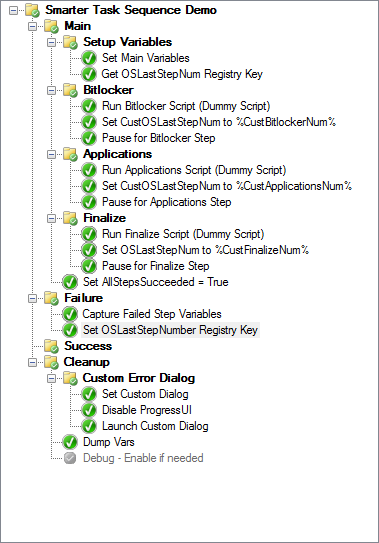 Smarter Task Sequence Demo
Main
Setup Variables
Set Main Variables
Get OSLastStepNum Registry Key
Bitlocker
Run Bitlocker Script (Dummy Script)
Set CustOSLastStepNum to %CustBitlockerNum%
Pause for Bitlocker Step
Applications
Run Applications Script (Dummy Script)
Set CustOSLastStepNum to %CustApplicationsNum%
Pause for Applications Step
Finalize
Run Finalize Script (Dummy Script)
Set OSLastStepNum to %CustFinalizeNum%
Pause for Finalize Step
Set AllStepsSucceeded = True
Failure
Capture Failed Step Variables
Set OSLastStepNumber Registry Key
Success
Cleanup
Custom Error Dialog
Set Custom Dialog
Disable ProgressUI
Launch Custom Dialog
Dump Vars
Debug - Enable if needed